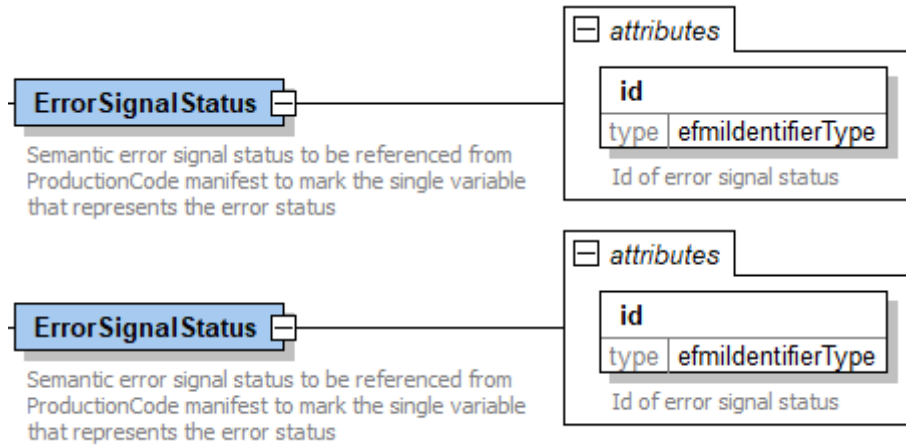 attributes
ErrorSignalStatus
id
type efmiIdentifierType
Semantic error signal status to be referenced from
ProductionCode manifest to mark the single variable
that represents the error status
Id of error signal status
attributes
ErrorSignalStatus
id
type efmiIdentifierType
Semantic error signal status to be referenced from
ProductionCode manifest to mark the single variable
that represents the error status
Id of error signal status